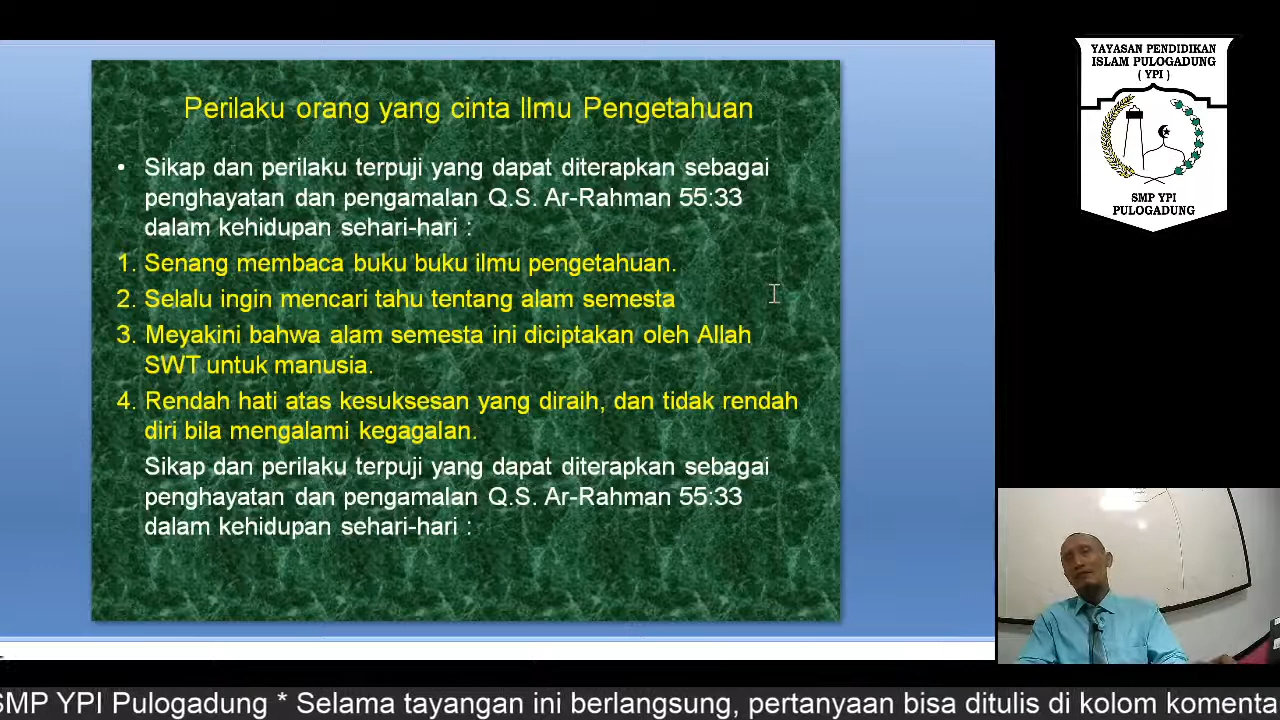 Perilaku orang yang cinta Ilmu Pengetahuan
• Sikap dan perilaku terpuji yang dapat diterapkan sebagai
penghayatan dan pengamalan Q.S. Ar-Rahman 55:33
dalam kehidupan sehari-hari :
1. Senang membaca buku buku ilmu pengetahuan.
2. Selalu ingin mencari tahu tentang alam semesta
3. Meyakini bahwa alam semesta ini diciptakan oleh Allah
SWT untuk manusia.
4. Rendah hati atas kesuksesan yang diraih, dan tidak rendah
diri bila mengalami kegagalan.
Sikap dan perilaku terpuji yang dapat diterapkan sebagai
penghayatan dan pengamalan Q.S. Ar-Rahman 55:33
dalam kehidupan sehari-hari :
YAYASAN PENDIDIKAN
ISLAM PULOGADUNG
( YPI )
SMP YPI
PULOGADUNG
SMP YPI Pulogadung * Selama tayangan ini berlangsung, pertanyaan bisa ditulis di kolom komenta